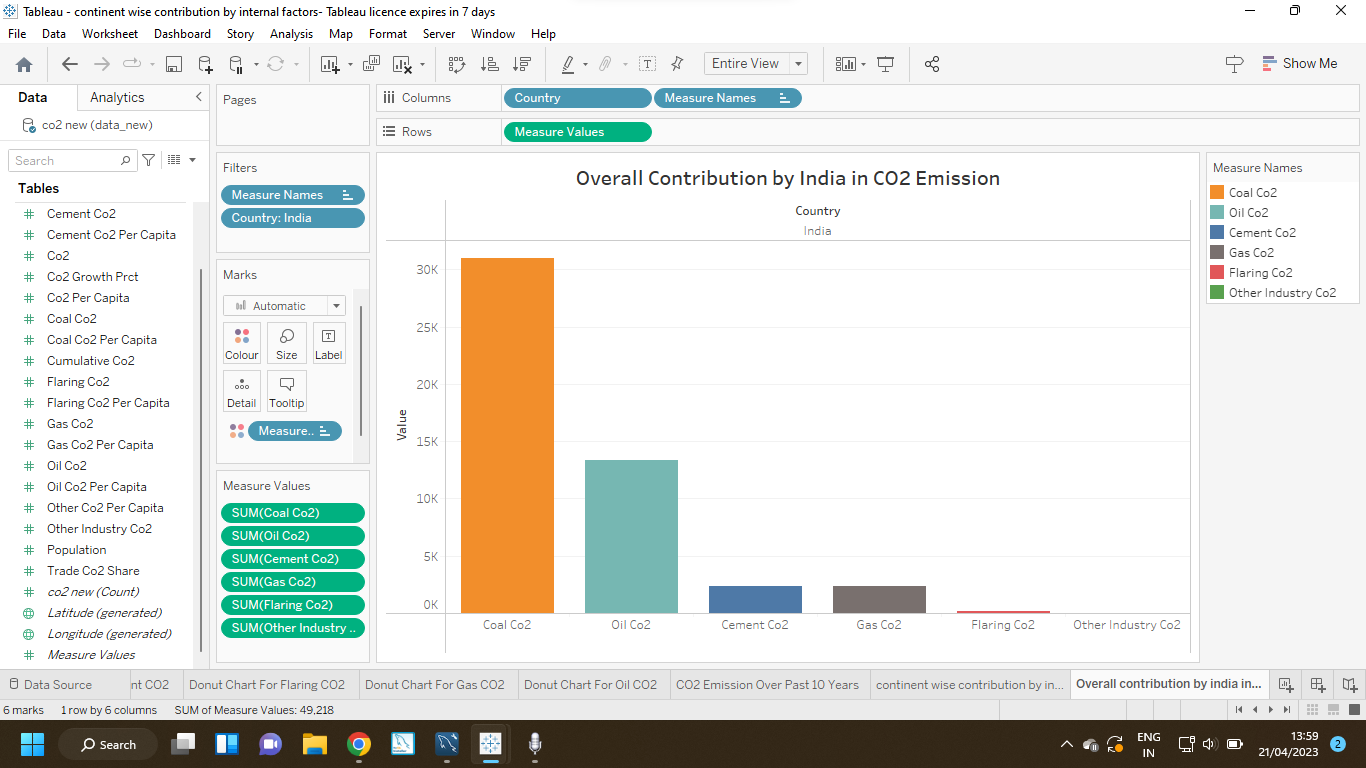 Tableau - continent wise contribution by internal factors- Tableau licence expires in 7 days
File Data Worksheet Dashboard Story Analysis Map Format Server Window Help
Entire View
Show Me
Data Analytics
co2 new (data_new)
Search
Tables
Cement Co2
Cement Co2 Per Capita
Co2
Co2 Growth Prct
Co2 Per Capita
Coal Co2
Coal Co2 Per Capita
Cumulative Co2
Flaring Co2
Flaring Co2 Per Capita
Gas Co2
Gas Co2 Per Capita
Oil Co2
Oil Co2 Per Capita
Other Co2 Per Capita
Other Industry Co2
Population
Trade Co2 Share
co2 new (Count)
Latitude (generated)
Longitude (generated)
Measure Values
Pages
Filters
Measure Names
Country: India
Marks
Automatic
Colour Size Label
Detail Tooltip
Measure..
Measure Values
SUM(Coal Co2)
SUM(Oil Co2)
SUM(Cement Co2)
SUM(Gas Co2)
SUM(Flaring Co2)
SUM(Other Industry ..
Columns Country Measure Names
Rows Measure Values
Overall Contribution by India in CO2 Emission
Country
India
Value
30K
25K
20K
15K
10K
5K
0K
Coal Co2 Oil Co2 Cement Co2 Gas Co2 Flaring Co2 Other Industry Co2
Measure Names
Coal Co2
Oil Co2
Cement Co2
Gas Co2
Flaring Co2
Other Industry Co2
Data Source nt CO2 Donut Chart For Flaring CO2 Donut Chart For Gas CO2 Donut Chart For Oil CO2 CO2 Emission Over Past 10 Years continent wise contribution by in... Overall contribution by india in...
6 marks 1 row by 6 columns SUM of Measure Values: 49,218
Search
ENG
IN
13:59
21/04/2023
2